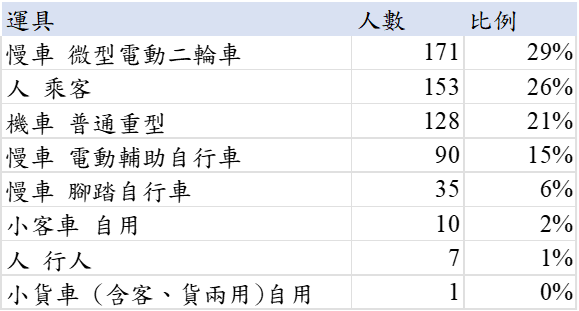 運具 人數 比例
慢車 微型電動二輪車 171 29%
人 乘客 153 26%
機車 普通重型 128 21%
慢車 電動輔助自行車 90 15%
慢車 腳踏自行車 35 6%
小客車 自用 10 2%
人 行人 7 1%
小貨車 (含客、貨兩用)自用 1 0%